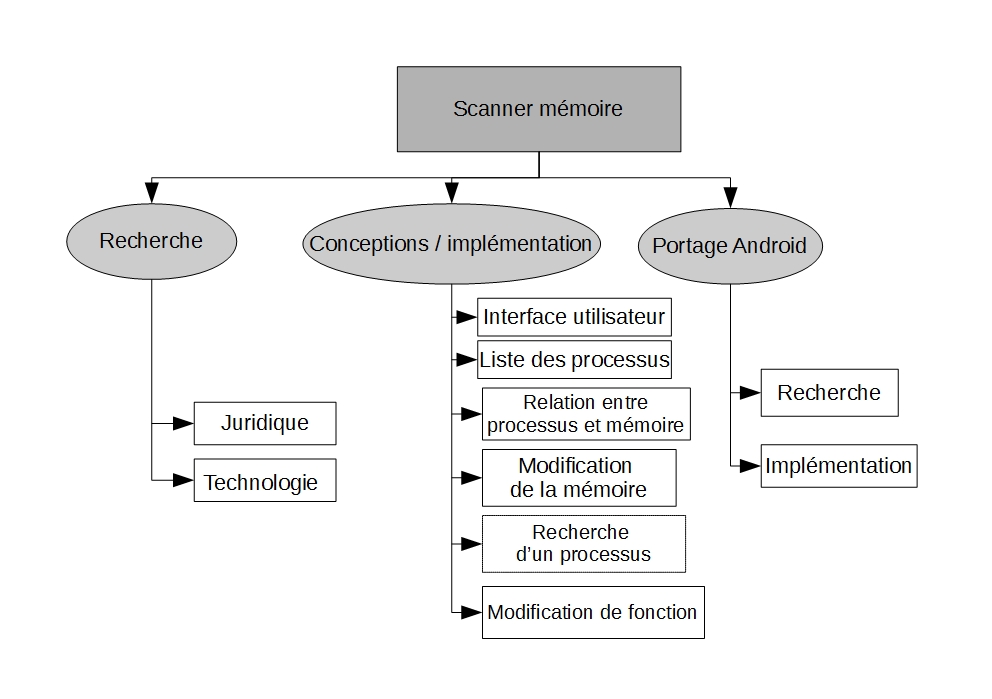 Scanner mémoire
Recherche
Conceptions / implémentation
Portage Android
Juridique
Technologie
Interface utilisateur
Liste des processus
Relation entre
processus et mémoire
Modification
de la mémoire
Recherche
d'un processus
Modification de fonction
Recherche
Implémentation